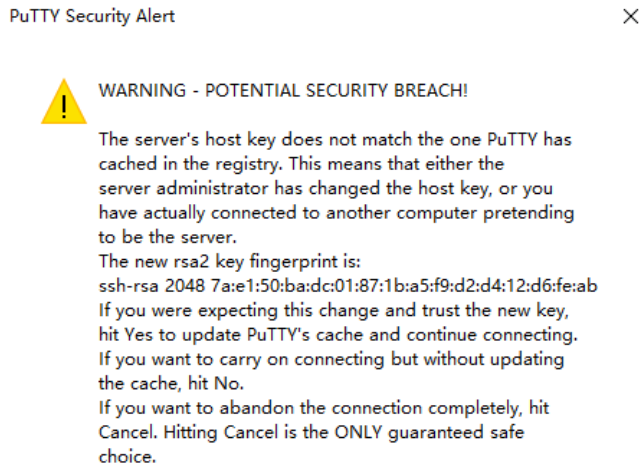 PuTTY Security Alert
WARNING - POTENTIAL SECURITY BREACH!
The server's host key does not match the one PuTTY has
cached in the registry. This means that either the
server administrator has changed the host key, or you
have actually connected to another computer pretending
to be the server.
The new rsa2 key fingerprint is:
ssh-rsa 2048 7a:e1:50:ba:dc:01:87:1b:a5:f9:d2:d4:12:d6:fe:ab
If you were expecting this change and trust the new key,
hit Yes to update PuTTY's cache and continue connecting.
If you want to carry on connecting but without updating
the cache, hit No.
If you want to abandon the connection completely, hit
Cancel. Hitting Cancel is the ONLY guaranteed safe
choice.